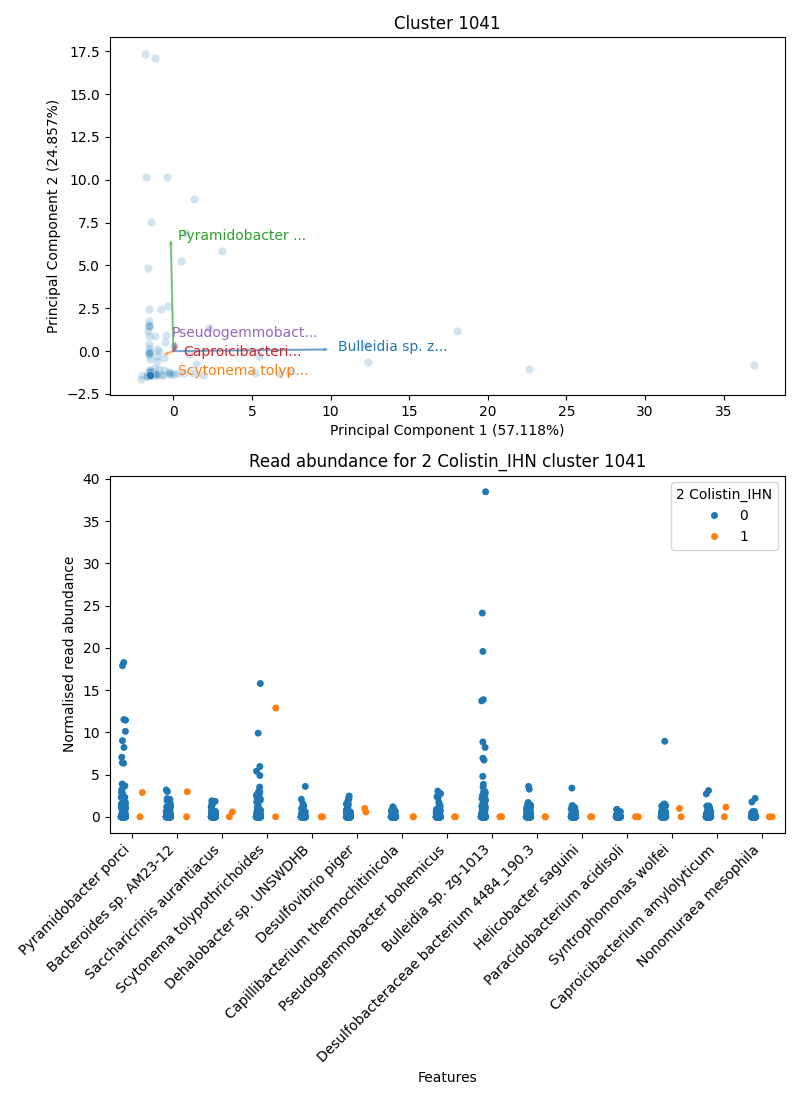 Cluster 1041
17.5
15.0
12.5
10.0
7.5
5.0
2.5
0.0
−2.5
Principal Component 2 (24.857%)
Pyramidobacter ...
Pseudogemmobact...
Bulleidia sp. z...
Caproicibacteri...
Scytonema tolyp...
0 5 10 15 20 25 30 35
Principal Component 1 (57.118%)
Read abundance for 2 Colistin_IHN cluster 1041
40
35
30
25
20
15
10
5
0
Normalised read abundance
2 Colistin_IHN
0
1
Pyramidobacter porci
Bacteroides sp. AM23-12
Saccharicrinis aurantiacus
Scytonema tolypothrichoides
Dehalobacter sp. UNSWDHB
Desulfovibrio piger
Capillibacterium thermochitinicola
Pseudogemmobacter bohemicus
Bulleidia sp. zg-1013
Desulfobacteraceae bacterium 4484_190.3
Helicobacter saguini
Paracidobacterium acidisoli
Syntrophomonas wolfei
Caproicibacterium amylolyticum
Nonomuraea mesophila
Features